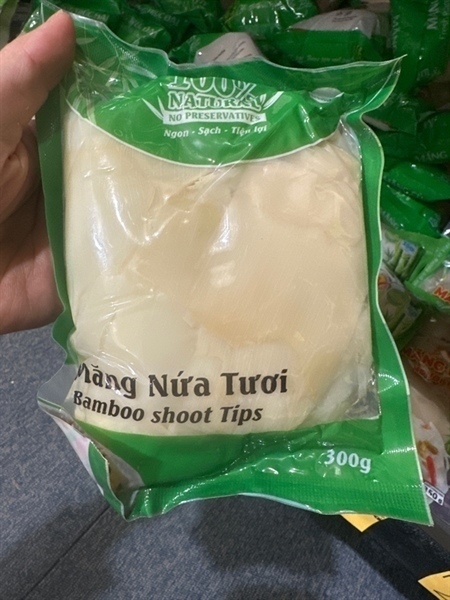 100%
NATURAL
NO PRESERVATIVES
Ngon - Sạch - Tiện lợi
Măng Nứa Tươi
Bamboo shoot Tips
300g